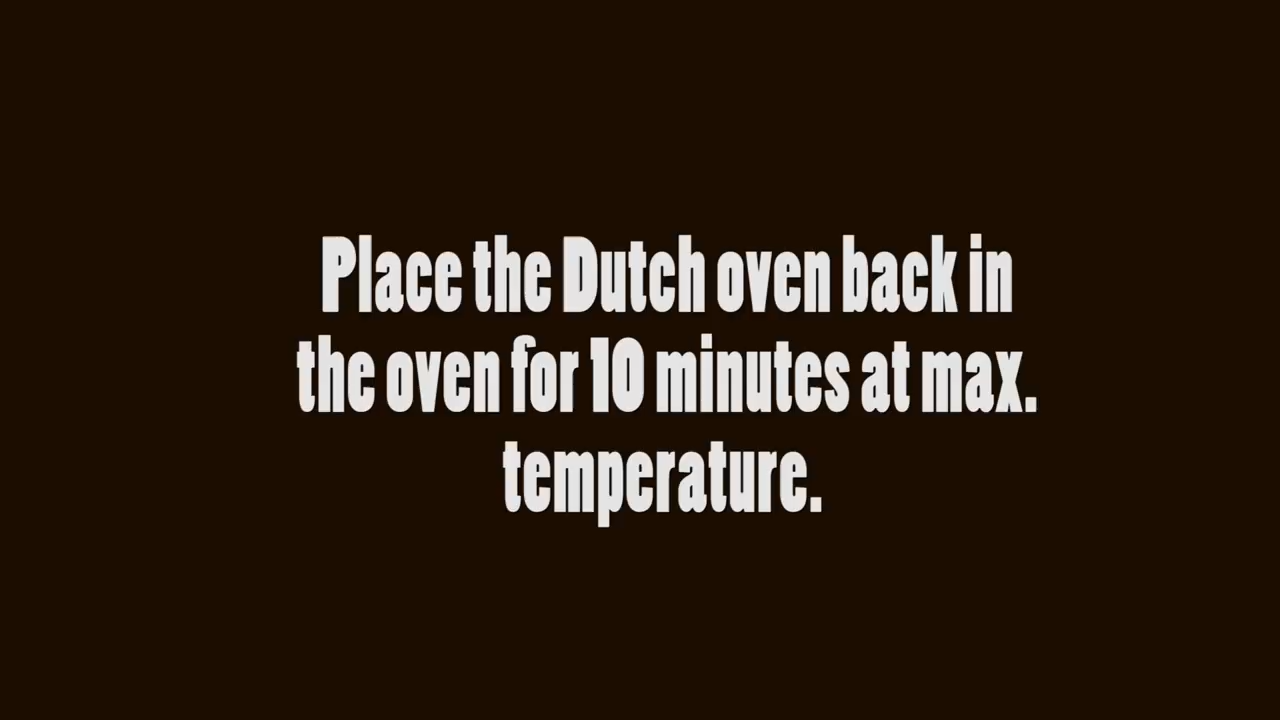 Place the Dutch oven back in
the oven for 10 minutes at max.
temperature.